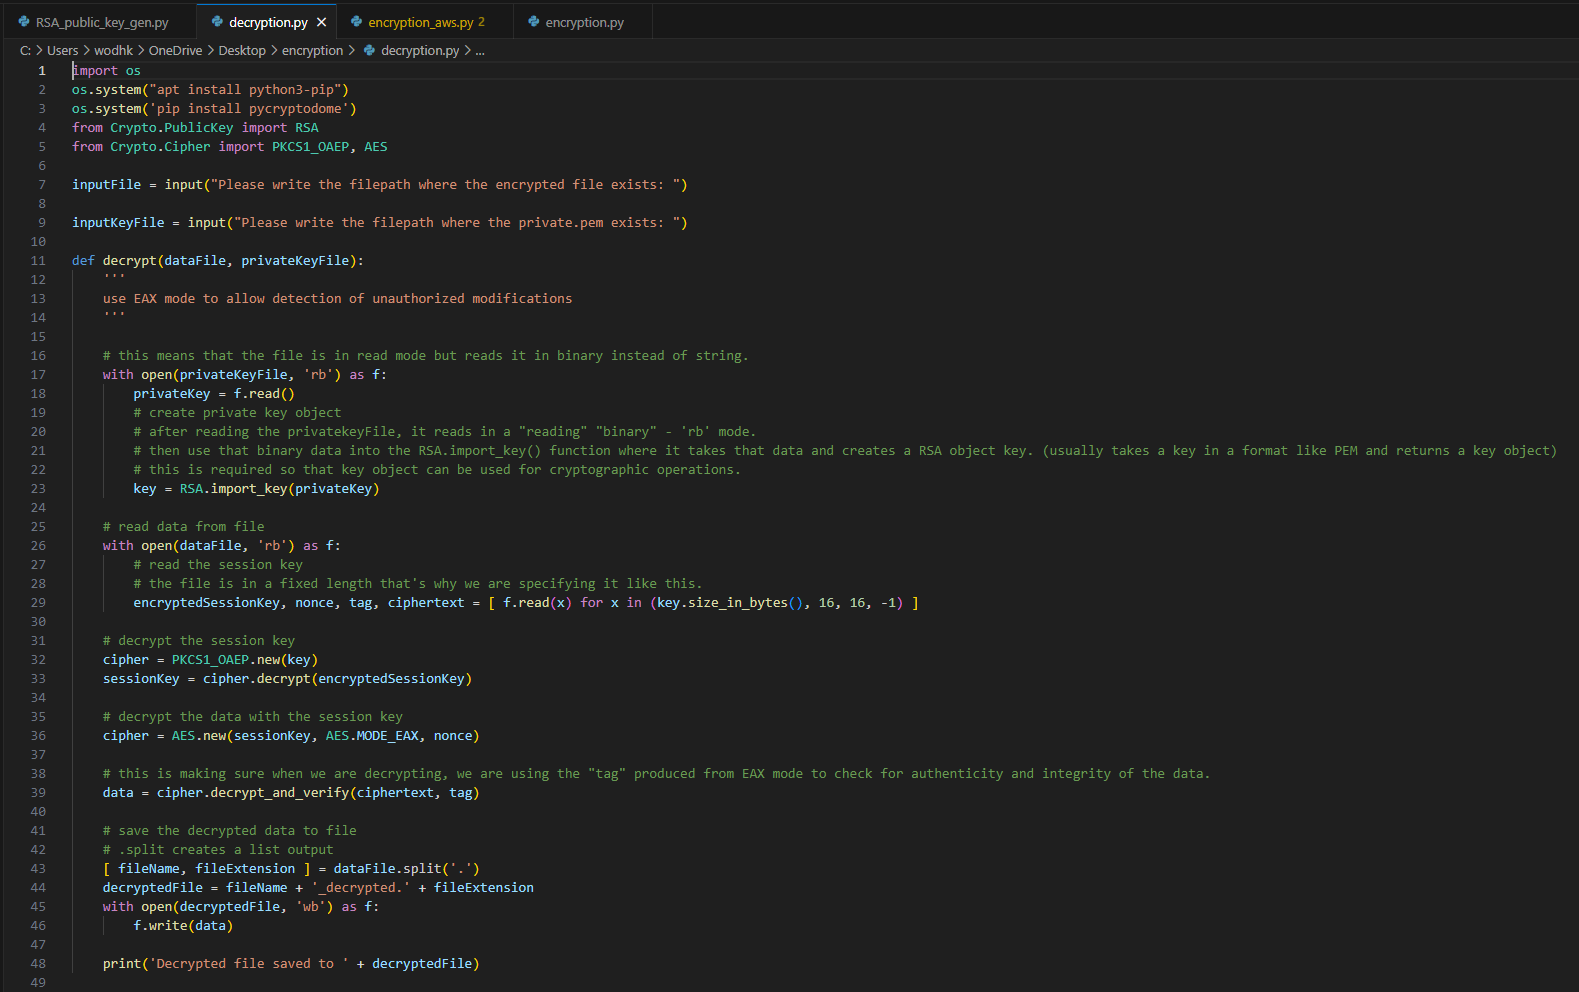 RSA_public_key_gen.py decryption.py encryption_aws.py 2 encryption.py
C: > Users > wodhk > OneDrive > Desktop > encryption > decryption.py > ...
1 import os
2 os.system("apt install python3-pip")
3 os.system('pip install pycryptodome')
4 from Crypto.PublicKey import RSA
5 from Crypto.Cipher import PKCS1_OAEP, AES
6
7 inputFile = input("Please write the filepath where the encrypted file exists: ")
8
9 inputKeyFile = input("Please write the filepath where the private.pem exists: ")
10
11 def decrypt(dataFile, privateKeyFile):
12     '''
13     use EAX mode to allow detection of unauthorized modifications
14     '''
15
16     # this means that the file is in read mode but reads it in binary instead of string.
17     with open(privateKeyFile, 'rb') as f:
18         privateKey = f.read()
19         # create private key object
20         # after reading the privatekeyFile, it reads in a "reading" "binary" - 'rb' mode.
21         # then use that binary data into the RSA.import_key() function where it takes that data and creates a RSA object key. (usually takes a key in a format like PEM and returns a key object)
22         # this is required so that key object can be used for cryptographic operations.
23         key = RSA.import_key(privateKey)
24
25     # read data from file
26     with open(dataFile, 'rb') as f:
27         # read the session key
28         # the file is in a fixed length that's why we are specifying it like this.
29         encryptedSessionKey, nonce, tag, ciphertext = [ f.read(x) for x in (key.size_in_bytes(), 16, 16, -1) ]
30
31     # decrypt the session key
32     cipher = PKCS1_OAEP.new(key)
33     sessionKey = cipher.decrypt(encryptedSessionKey)
34
35     # decrypt the data with the session key
36     cipher = AES.new(sessionKey, AES.MODE_EAX, nonce)
37
38     # this is making sure when we are decrypting, we are using the "tag" produced from EAX mode to check for authenticity and integrity of the data.
39     data = cipher.decrypt_and_verify(ciphertext, tag)
40
41     # save the decrypted data to file
42     # .split creates a list output
43     [ fileName, fileExtension ] = dataFile.split('.')
44     decryptedFile = fileName + '_decrypted.' + fileExtension
45     with open(decryptedFile, 'wb') as f:
46         f.write(data)
47
48     print('Decrypted file saved to ' + decryptedFile)
49